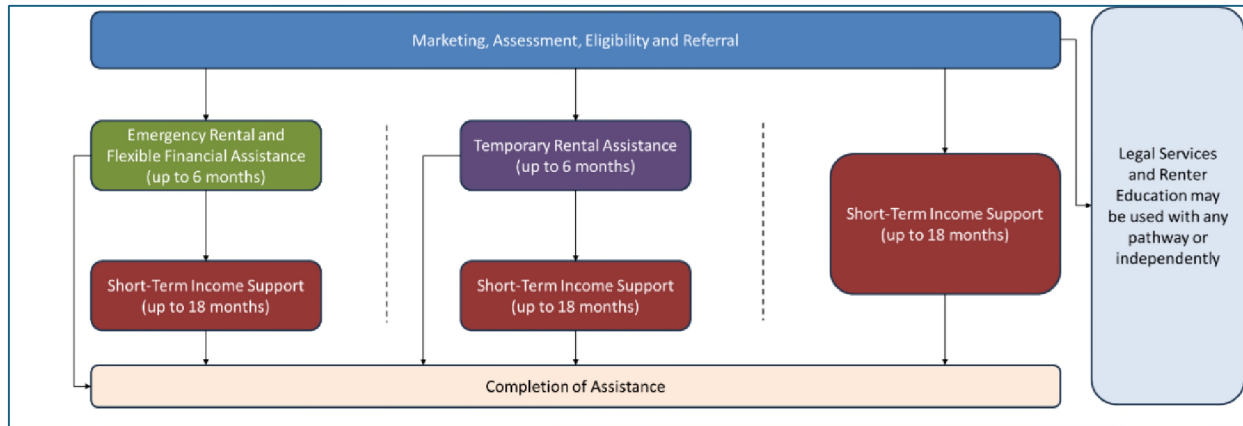 Marketing, Assessment, Eligibility and Referral
Emergency Rental and
Flexible Financial Assistance
(up to 6 months)
Temporary Rental Assistance
(up to 6 months)
Short-Term Income Support
(up to 18 months)
Legal Services
and Renter
Education may
be used with any
pathway or
independently
Short-Term Income Support
(up to 18 months)
Short-Term Income Support
(up to 18 months)
Completion of Assistance